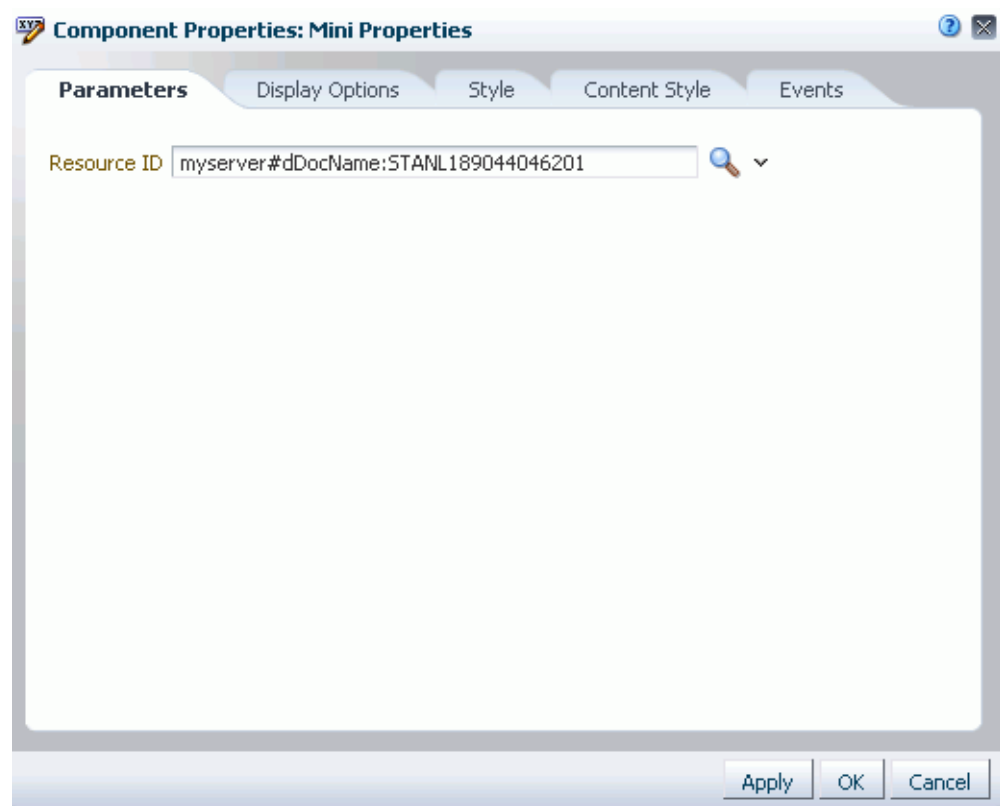 Component Properties: Mini Properties
Parameters Display Options Style Content Style Events
Resource ID myserver#dDocName:STANL189044046201
Apply OK Cancel